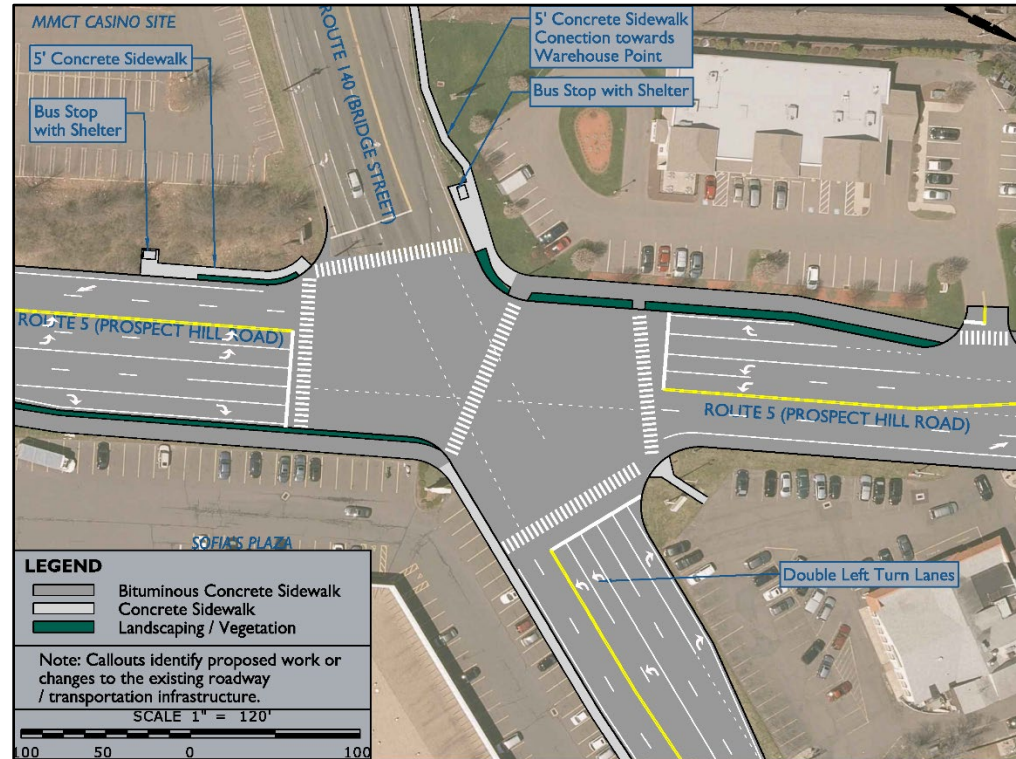 MMCT CASINO SITE
5' Concrete Sidewalk
Bus Stop
with Shelter
ROUTE 140 (BRIDGE STREET)
5' Concrete Sidewalk
Conection towards
Warehouse Point
Bus Stop with Shelter
ROUTE 5 (PROSPECT HILL ROAD)
ROUTE 5 (PROSPECT HILL ROAD)
SOFIA'S PLAZA
Double Left Turn Lanes
LEGEND
Bituminous Concrete Sidewalk
Concrete Sidewalk
Landscaping / Vegetation
Note: Callouts identify proposed work or
changes to the existing roadway
/ transportation infrastructure.
SCALE 1" = 120'
100 50 0 100